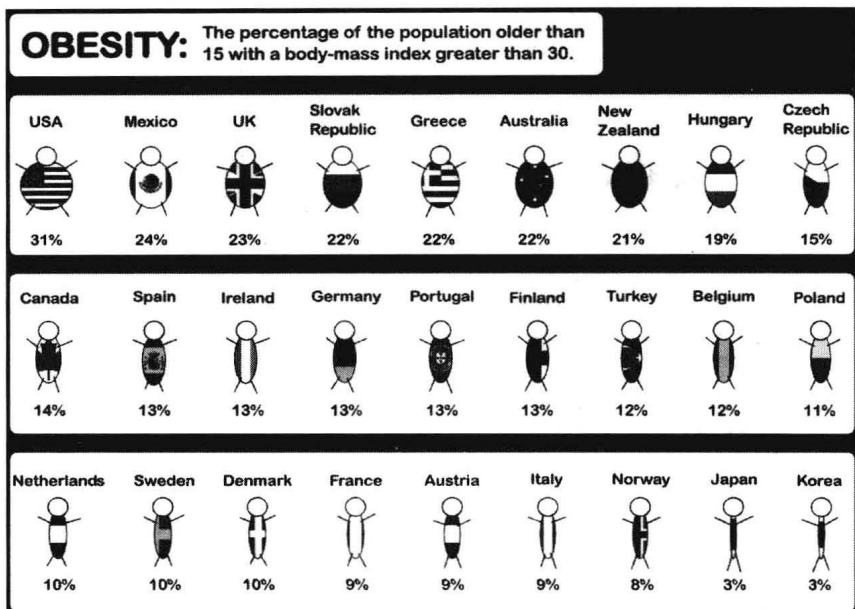 OBESITY: The percentage of the population older than
15 with a body-mass index greater than 30.
USA Mexico UK Slovak Republic Greece Australia New Zealand Hungary Czech Republic
31% 24% 23% 22% 22% 22% 21% 19% 15%
Canada Spain Ireland Germany Portugal Finland Turkey Belgium Poland
14% 13% 13% 13% 13% 13% 12% 12% 11%
Netherlands Sweden Denmark France Austria Italy Norway Japan Korea
10% 10% 10% 9% 9% 9% 8% 3% 3%